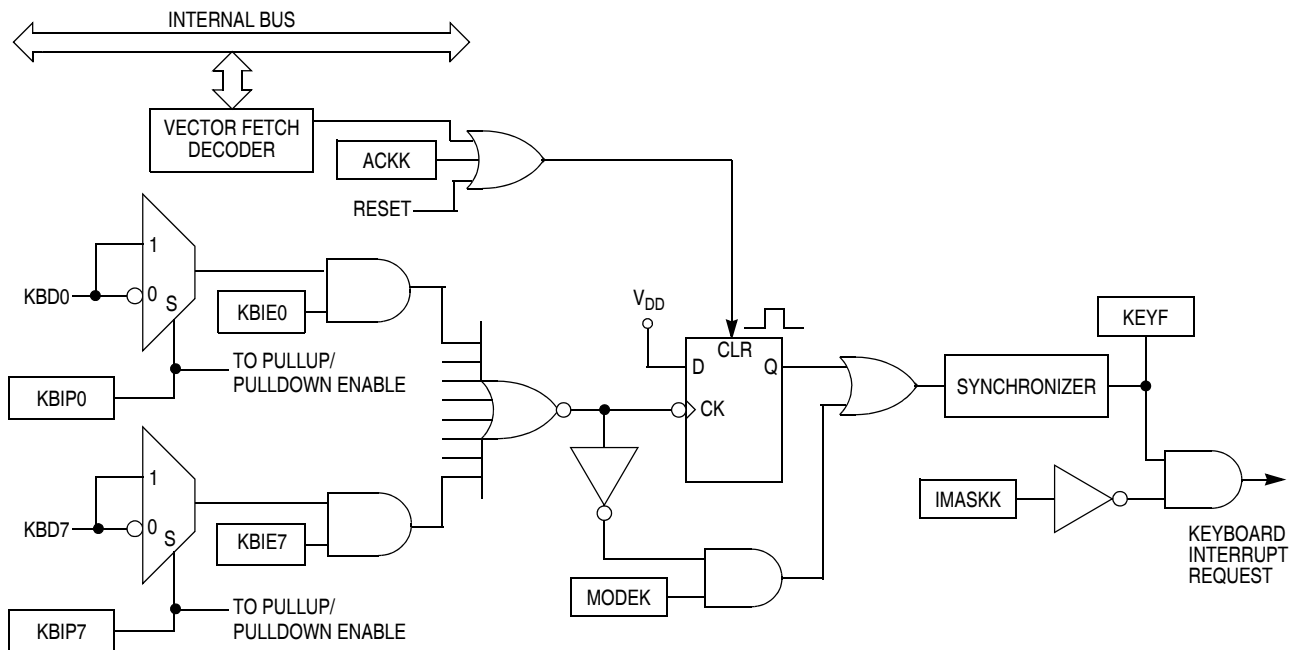 INTERNAL BUS
VECTOR FETCH
DECODER
ACKK
RESET
1
KBD0
0
S
KBIE0
TO PULLUP/
PULLDOWN ENABLE
KBIP0
1
KBD7
0
S
KBIE7
TO PULLUP/
PULLDOWN ENABLE
KBIP7
VDD
CLR
D
Q
CK
MODEK
SYNCHRONIZER
KEYF
IMASKK
KEYBOARD
INTERRUPT
REQUEST